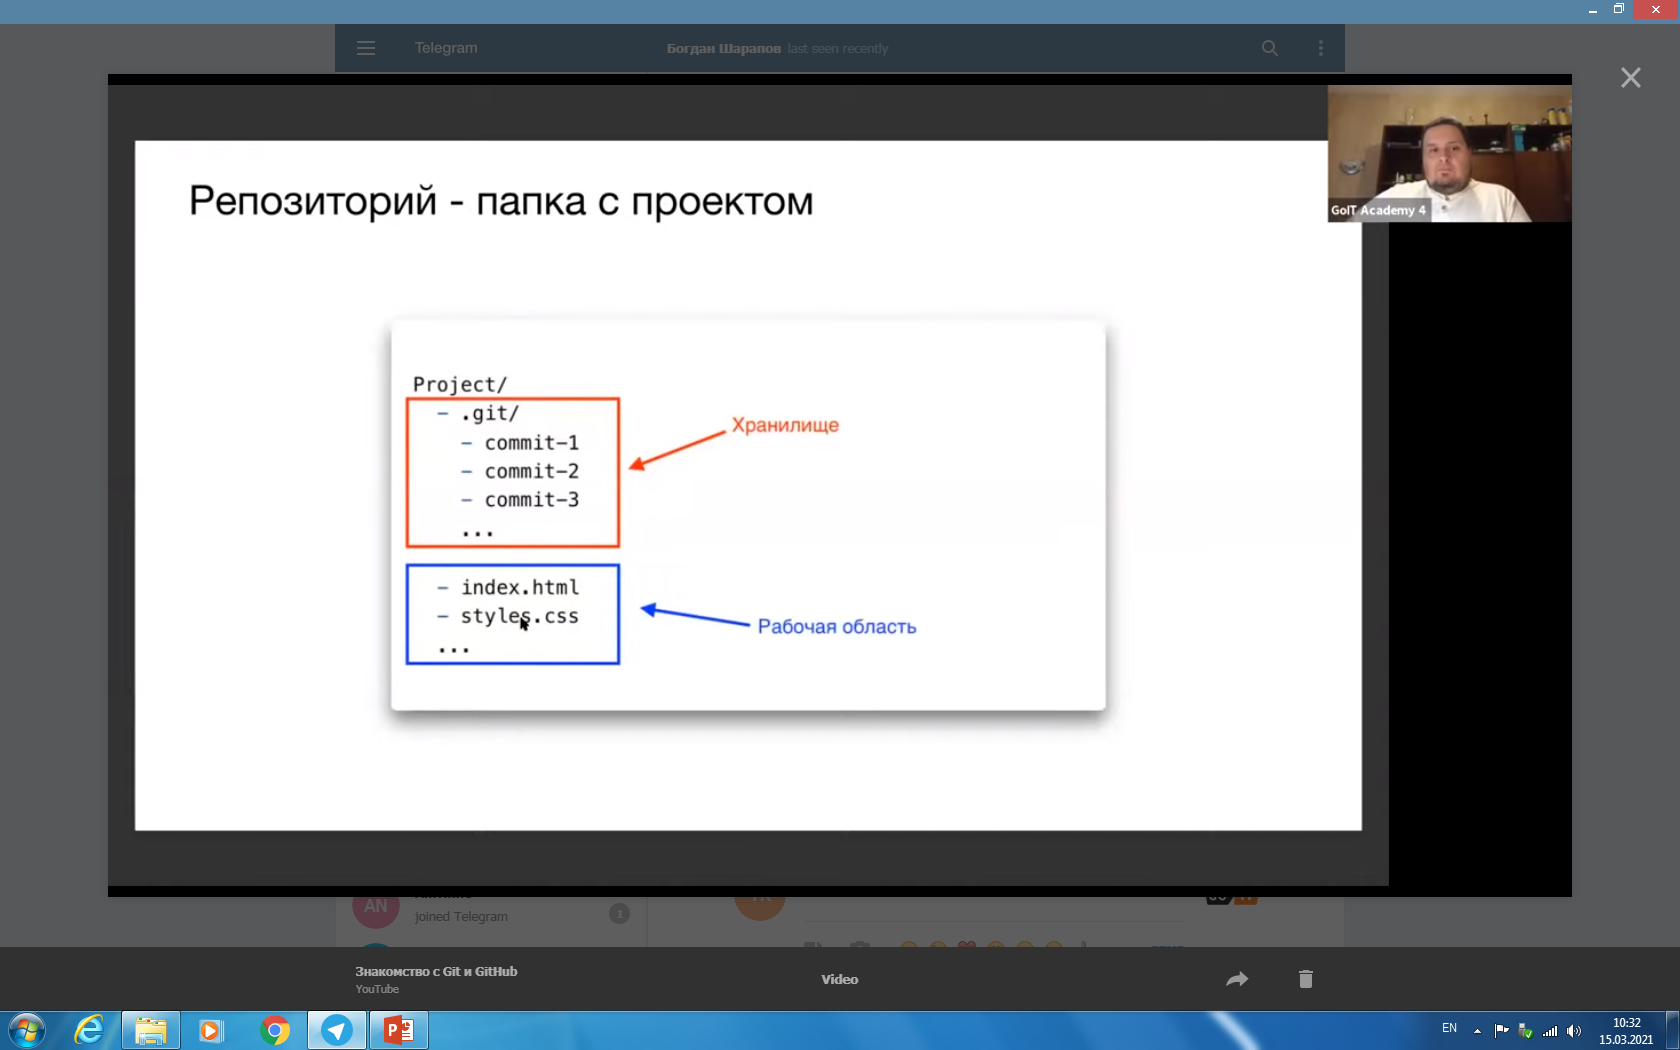 Telegram
Богдан Шарапов last seen recently
GoIT Academy 4
Репозиторий - папка с проектом
Project/
- .git/
- commit-1
- commit-2
- commit-3
...
Хранилище
- index.html
- styles.css
...
Рабочая область
AN
joined Telegram
1
Знакомство с Git и GitHub
YouTube
Video
EN
10:32
15.03.2021